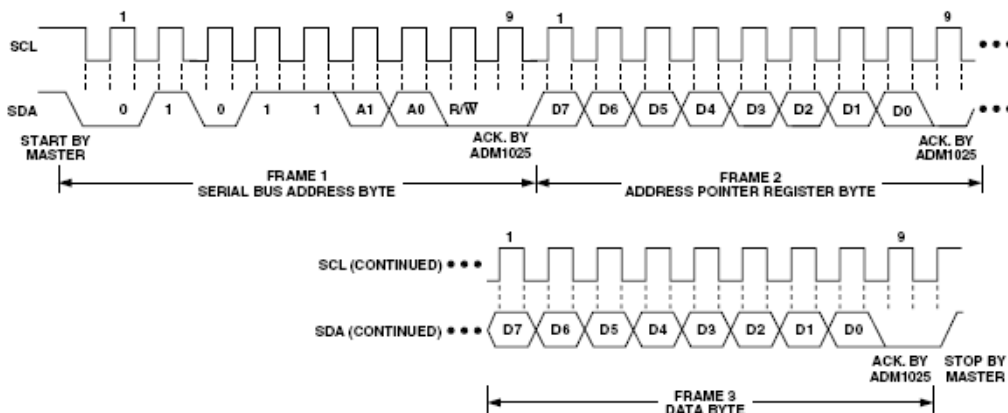 1 9 1 9
SCL
SDA 0 1 0 1 1 A1 A0 R/W̅ D7 D6 D5 D4 D3 D2 D1 D0
START BY MASTER
ACK. BY ADM1025
ACK. BY ADM1025
FRAME 1
SERIAL BUS ADDRESS BYTE
FRAME 2
ADDRESS POINTER REGISTER BYTE
1 9
SCL (CONTINUED)
SDA (CONTINUED) D7 D6 D5 D4 D3 D2 D1 D0
ACK. BY ADM1025
STOP BY MASTER
FRAME 3
DATA BYTE